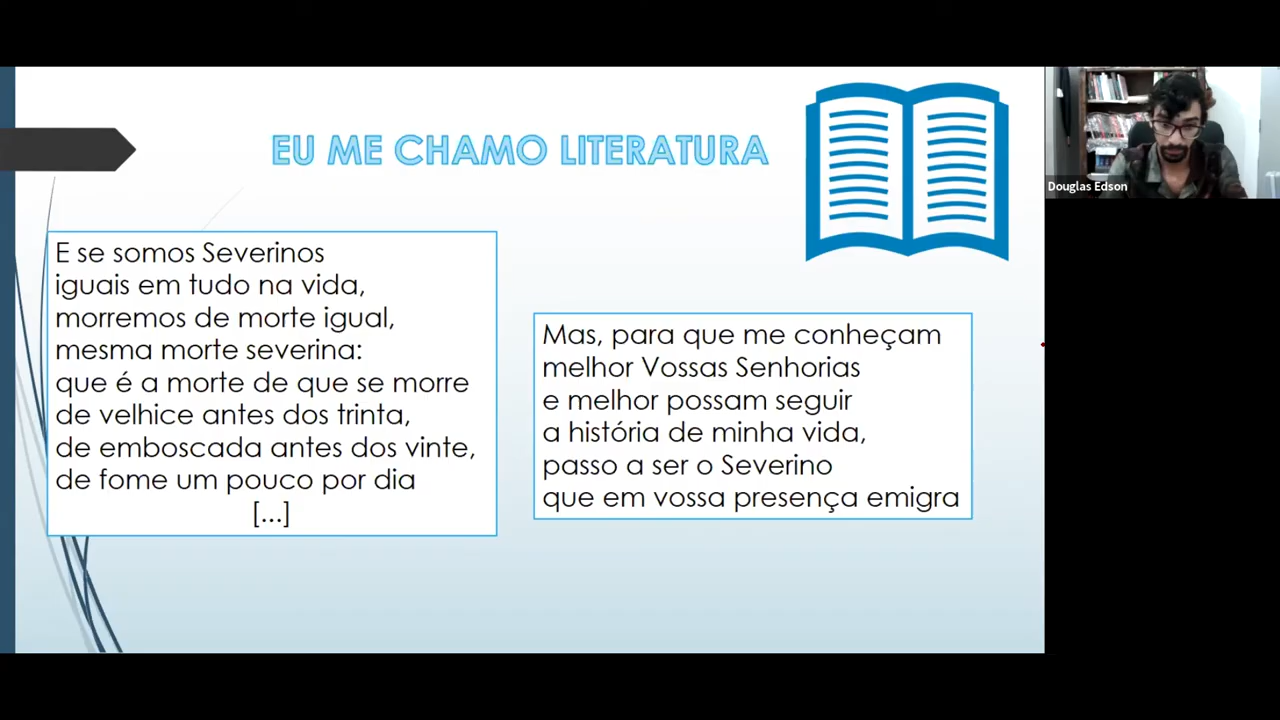 EU ME CHAMO LITERATURA
E se somos Severinos
iguais em tudo na vida,
morremos de morte igual,
mesma morte severina:
que é a morte de que se morre
de velhice antes dos trinta,
de emboscada antes dos vinte,
de fome um pouco por dia
[...]
Mas, para que me conheçam
melhor Vossas Senhorias
e melhor possam seguir
a história de minha vida,
passo a ser o Severino
que em vossa presença emigra
Douglas Edson